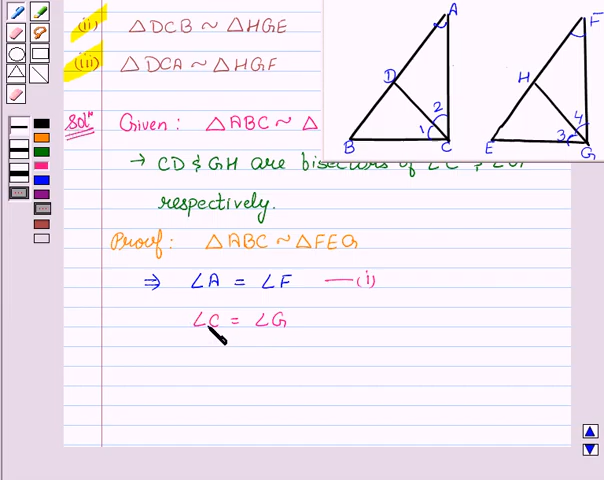 (ii) △DCB ~ △HGE
(iii) △DCA ~ △HGF
Solⁿ Given: △ABC ~ △
→ CD & GH are bisectors of ∠C &
respectively.
Proof: △ABC ~ △FEG
⇒ ∠A = ∠F —(i)
∠C = ∠G
A
D
2
1
B
C
F
H
4
3
E
G